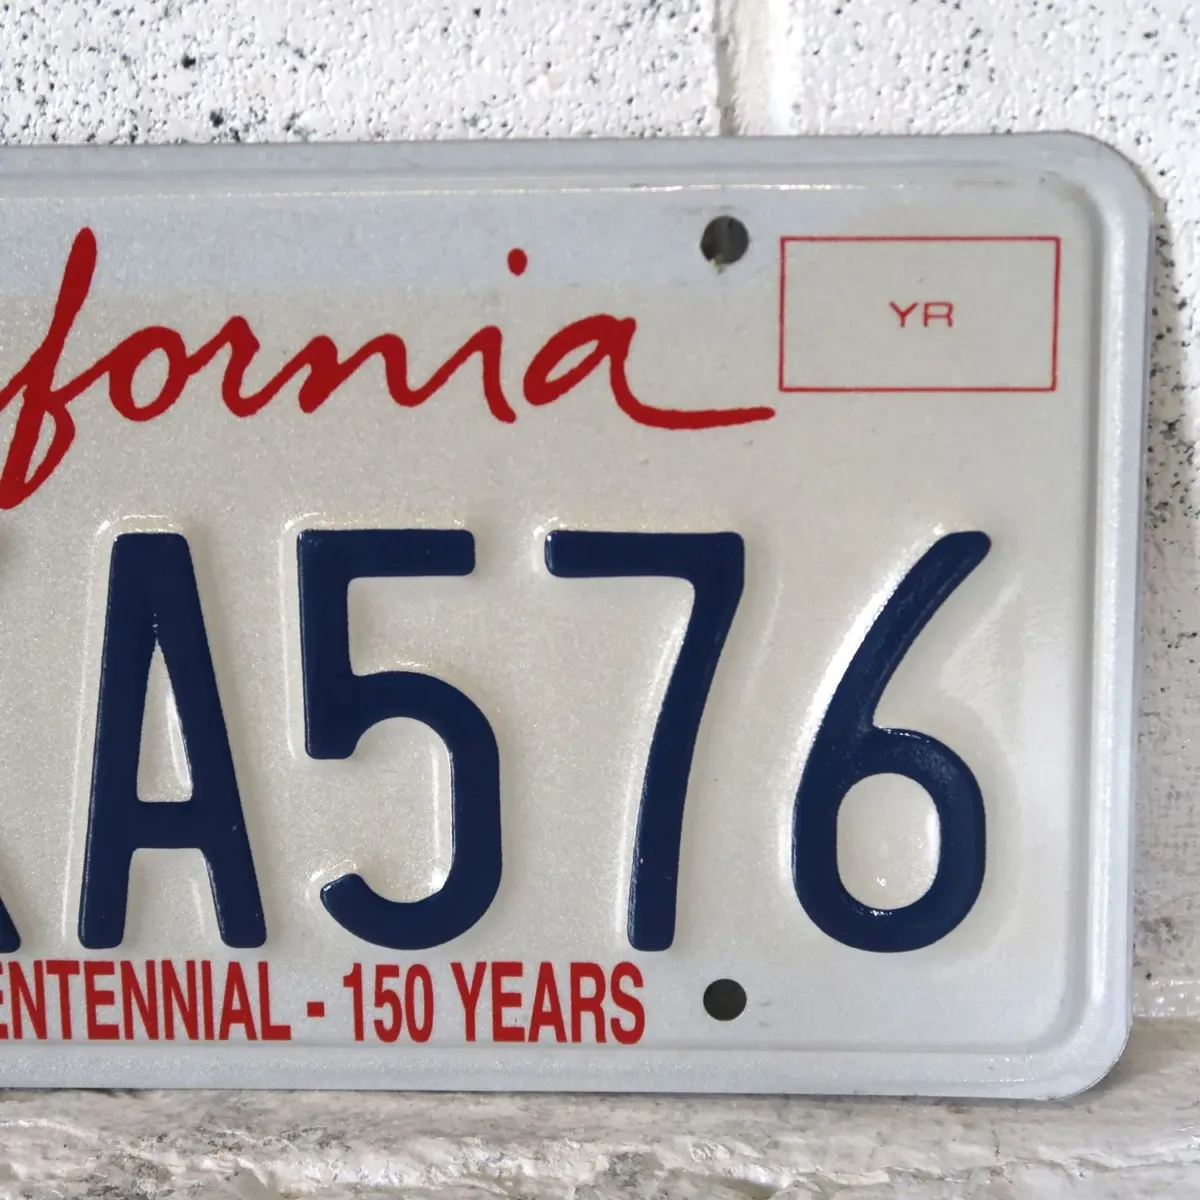 fornia
YR
A576
ENTENNIAL - 150 YEARS